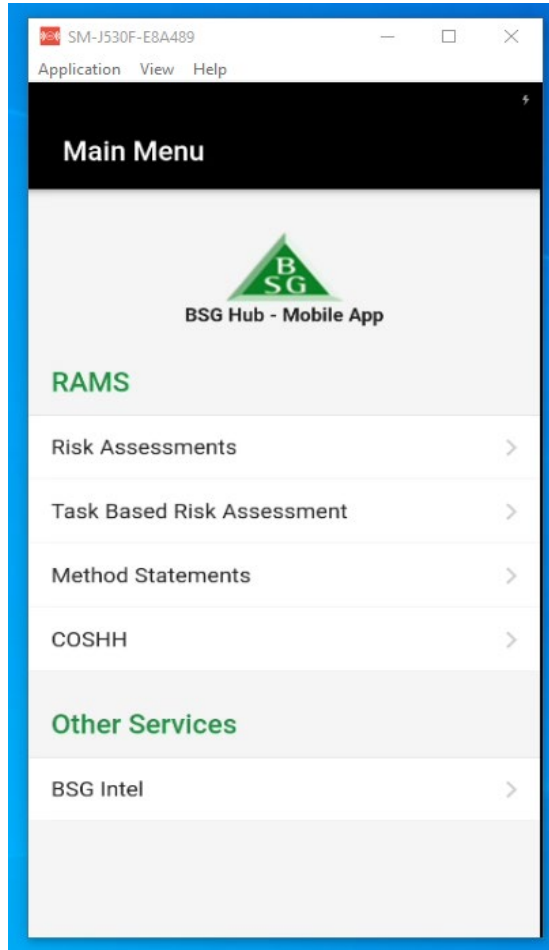 SM-J530F-E8A489
Application View Help
Main Menu
B
SG
BSG Hub - Mobile App
RAMS
Risk Assessments
Task Based Risk Assessment
Method Statements
COSHH
Other Services
BSG Intel